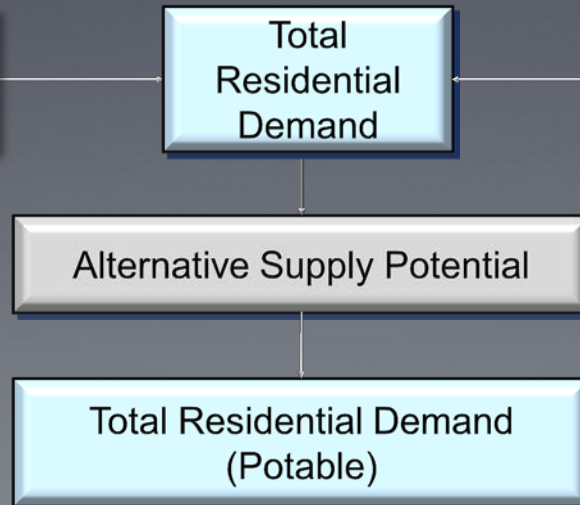 Total
Residential
Demand
Alternative Supply Potential
Total Residential Demand
(Potable)